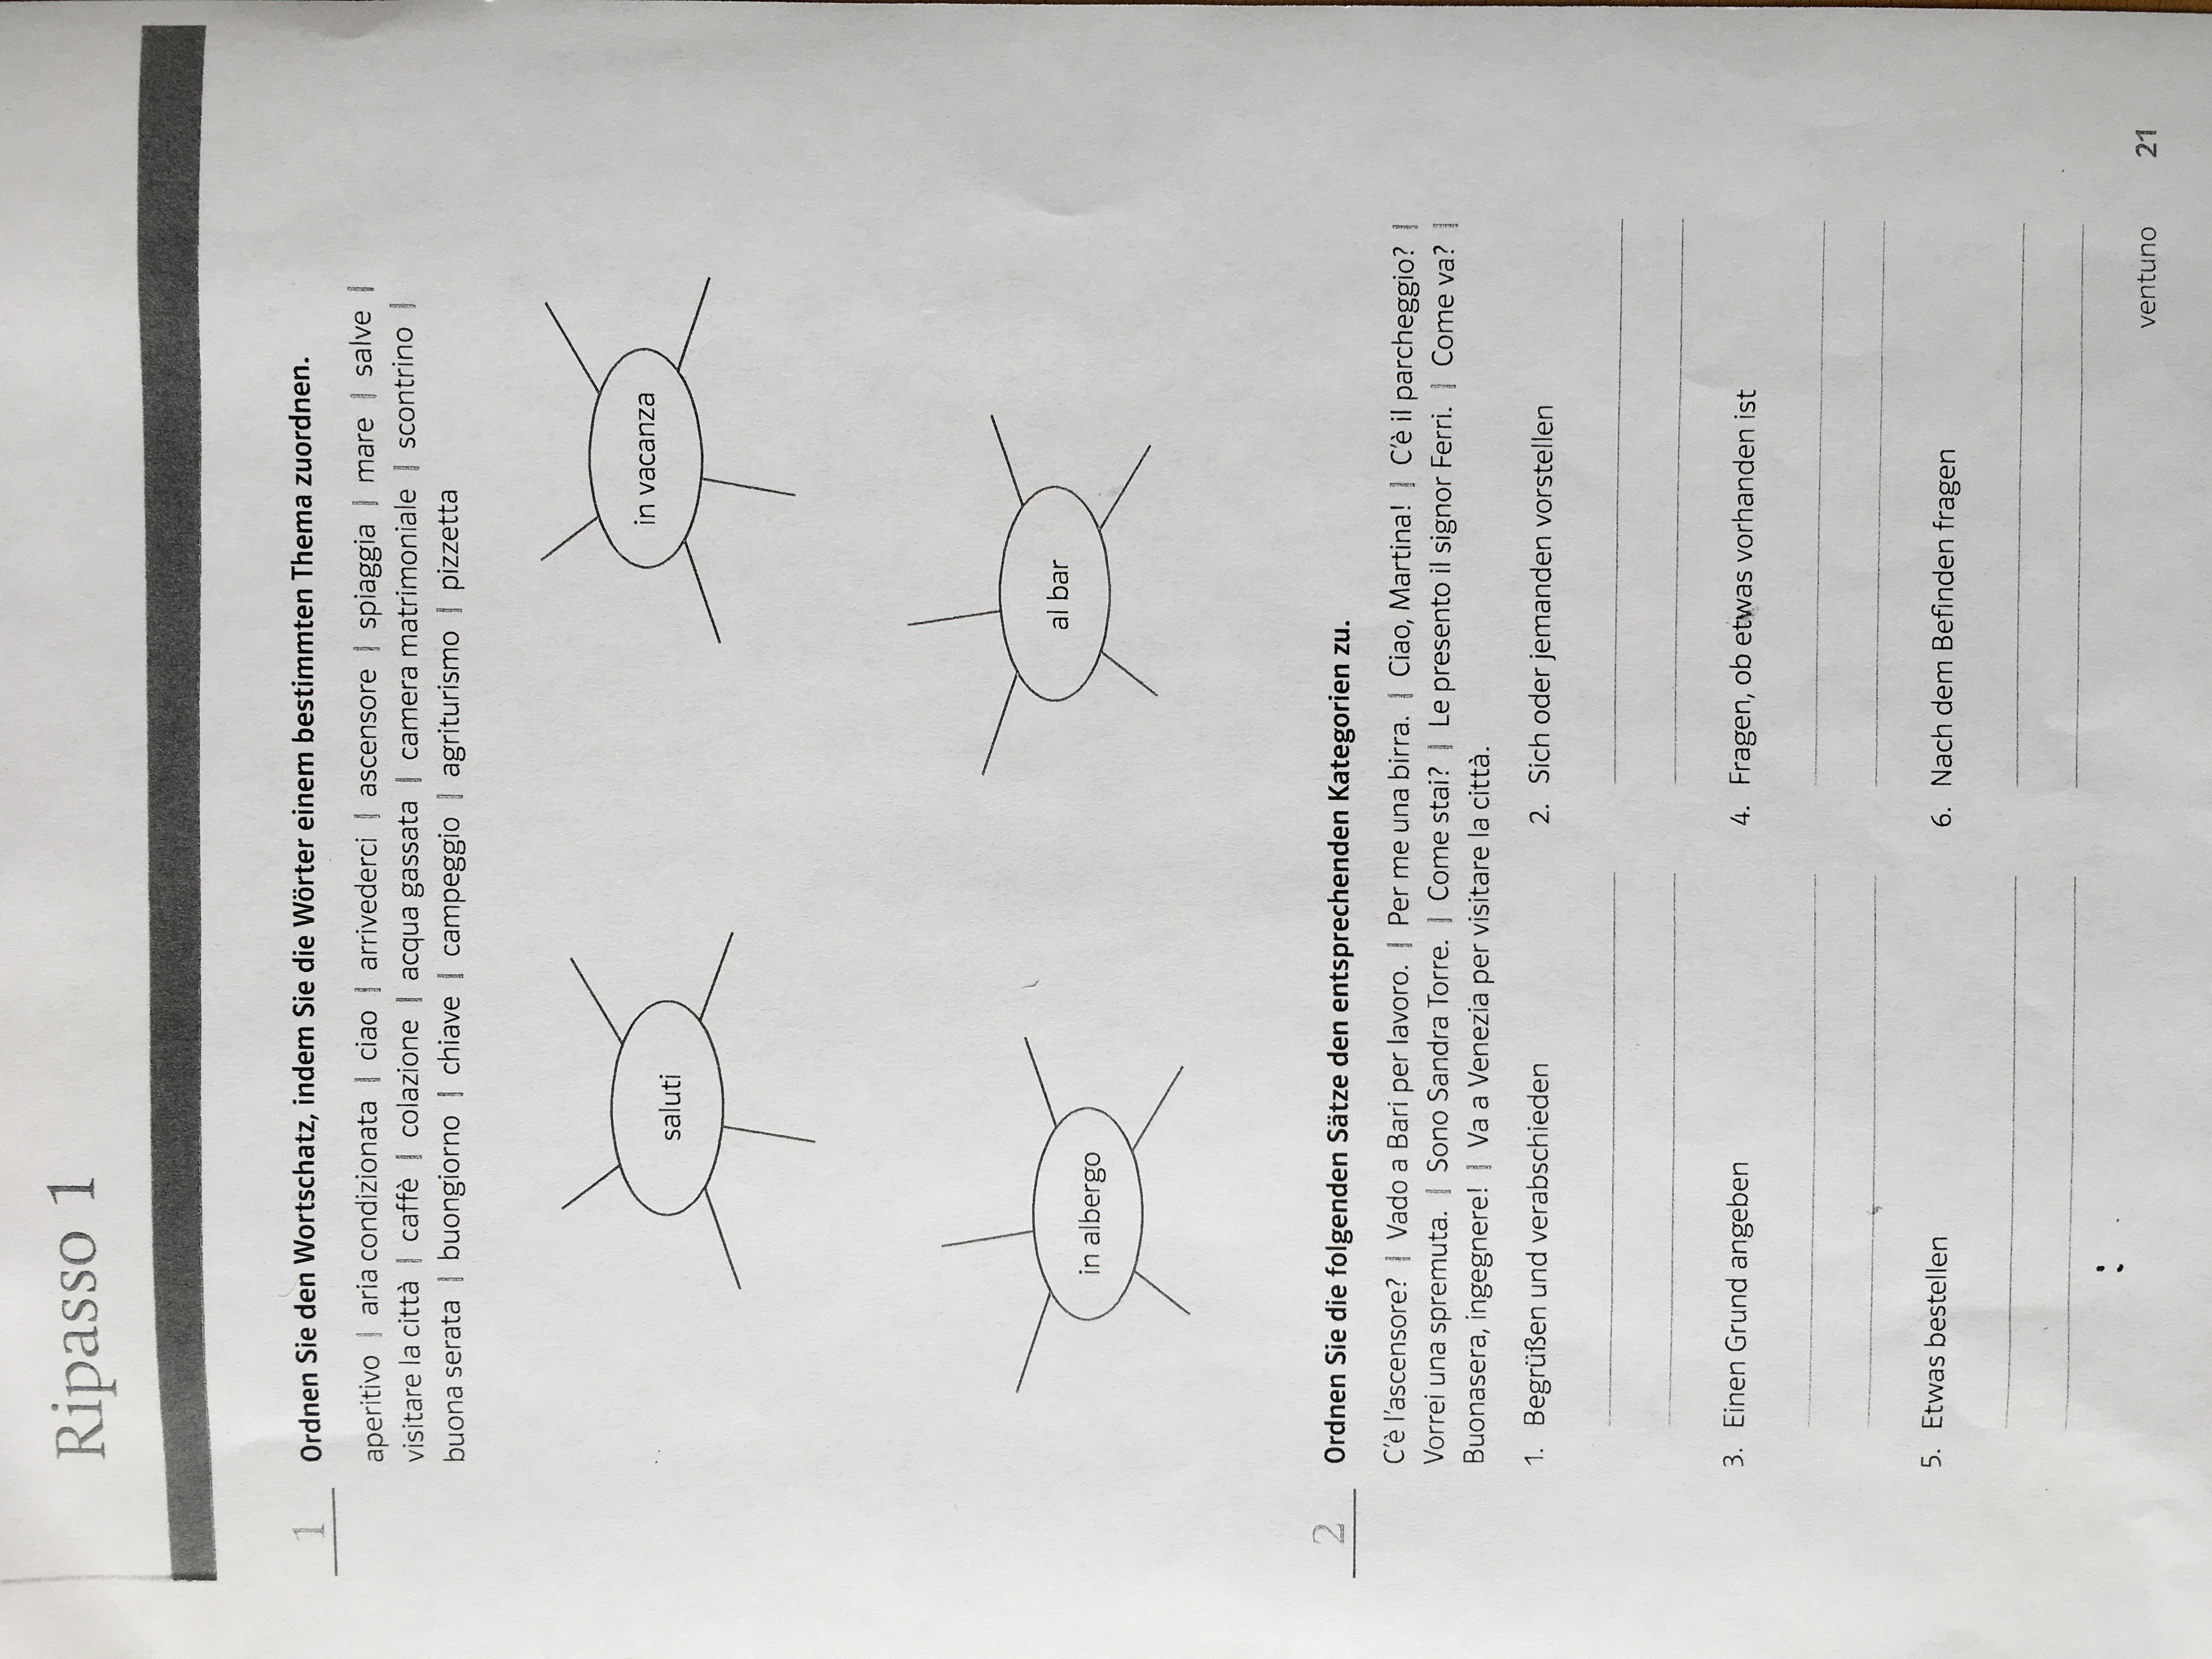 Ripasso 1
1 Ordnen Sie den Wortschatz, indem Sie die Wörter einem bestimmten Thema zuordnen.
aperitivo | aria condizionata | ciao | arrivederci | ascensore | spiaggia | mare | salve |
visitare la città | caffè | colazione | acqua gassata | camera matrimoniale | scontrino |
buona serata | buongiorno | chiave | campeggio | agriturismo | pizzetta
saluti
in vacanza
in albergo
al bar
2 Ordnen Sie die folgenden Sätze den entsprechenden Kategorien zu.
C'è l'ascensore? | Vado a Bari per lavoro. | Per me una birra. | Ciao, Martina! | C'è il parcheggio? |
Vorrei una spremuta. | Sono Sandra Torre. | Come stai? | Le presento il signor Ferri. | Come va? |
Buonasera, ingegnere! | Va a Venezia per visitare la città.
1. Begrüßen und verabschieden
2. Sich oder jemanden vorstellen
3. Einen Grund angeben
4. Fragen, ob etwas vorhanden ist
5. Etwas bestellen
6. Nach dem Befinden fragen
ventuno 21